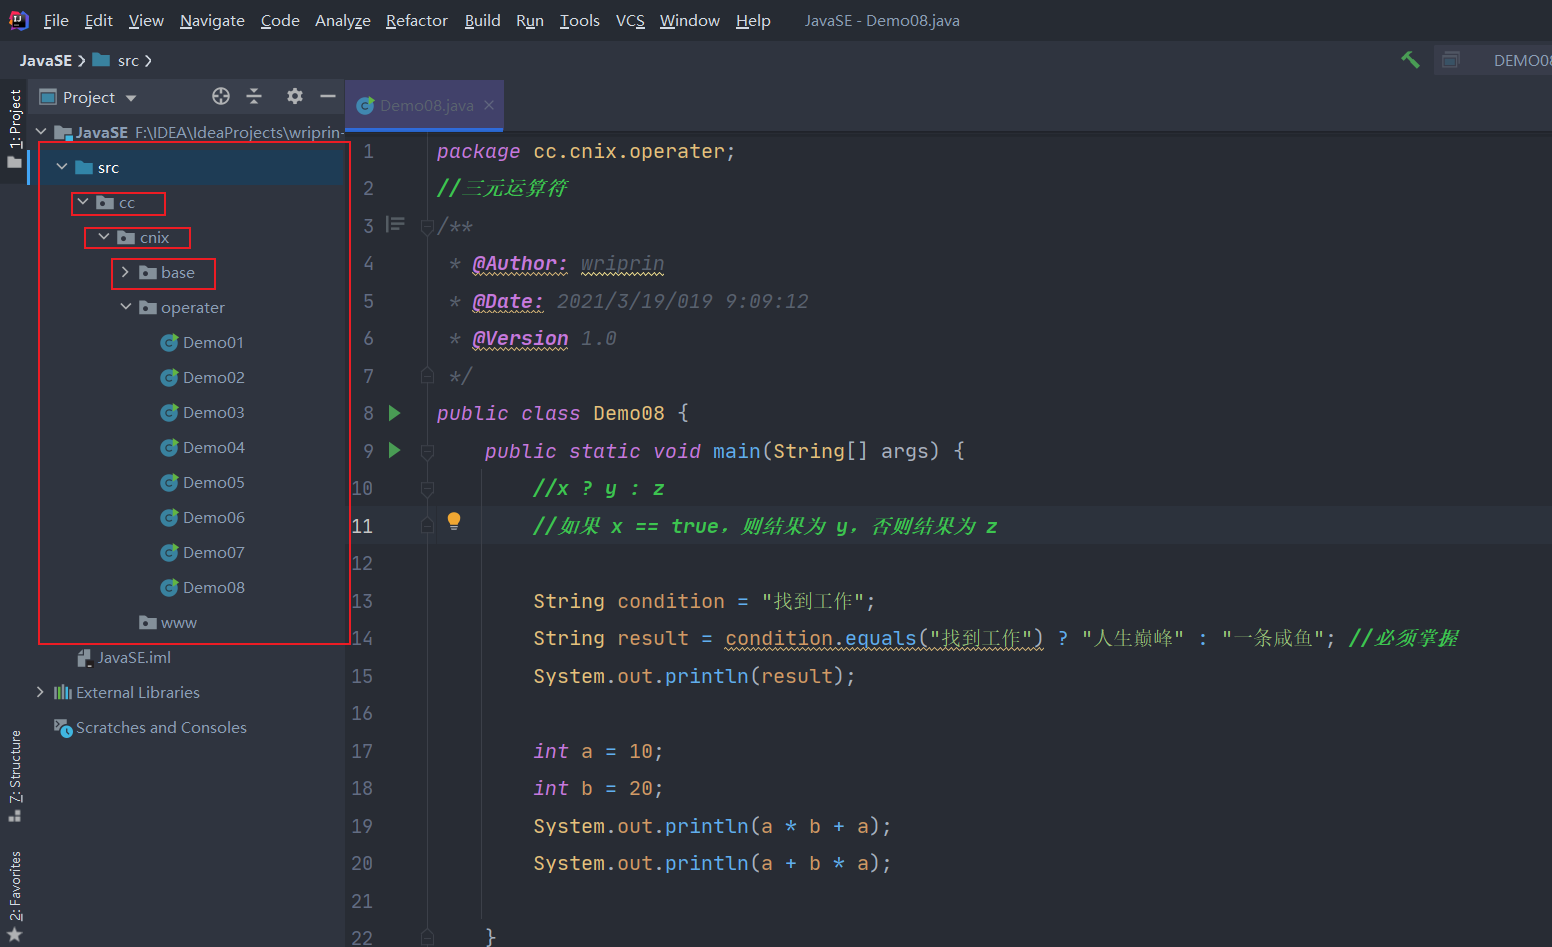 File Edit View Navigate Code Analyze Refactor Build Run Tools VCS Window Help JavaSE - Demo08.java
JavaSE src DEMO08
1: Project
Project
Demo08.java
JavaSE F:\IDEA\IdeaProjects\wriprin-
src
cc
cnix
base
operater
Demo01
Demo02
Demo03
Demo04
Demo05
Demo06
Demo07
Demo08
www
JavaSE.iml
External Libraries
Scratches and Consoles
7: Structure
2: Favorites
1 package cc.cnix.operater;
2 //三元运算符
3 /**
4 * @Author: wriprin
5 * @Date: 2021/3/19/019 9:09:12
6 * @Version 1.0
7 */
8 public class Demo08 {
9 public static void main(String[] args) {
10 //x ? y : z
11 //如果 x == true，则结果为 y，否则结果为 z
12
13 String condition = "找到工作";
14 String result = condition.equals("找到工作") ? "人生巅峰" : "一条咸鱼"; //必须掌握
15 System.out.println(result);
16
17 int a = 10;
18 int b = 20;
19 System.out.println(a * b + a);
20 System.out.println(a + b * a);
21
22 }